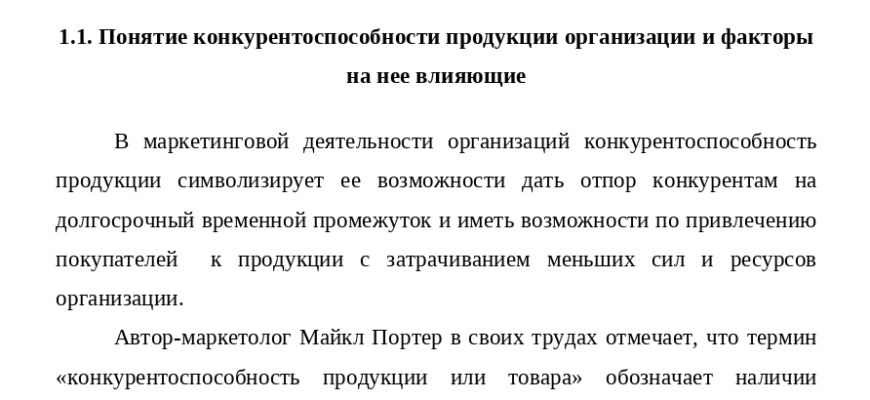 1.1. Понятие конкурентоспособности продукции организации и факторы
на нее влияющие
В маркетинговой деятельности организаций конкурентоспособность
продукции символизирует ее возможности дать отпор конкурентам на
долгосрочный временной промежуток и иметь возможности по привлечению
покупателей к продукции с затрачиванием меньших сил и ресурсов
организации.
Автор-маркетолог Майкл Портер в своих трудах отмечает, что термин
«конкурентоспособность продукции или товара» обозначает наличии